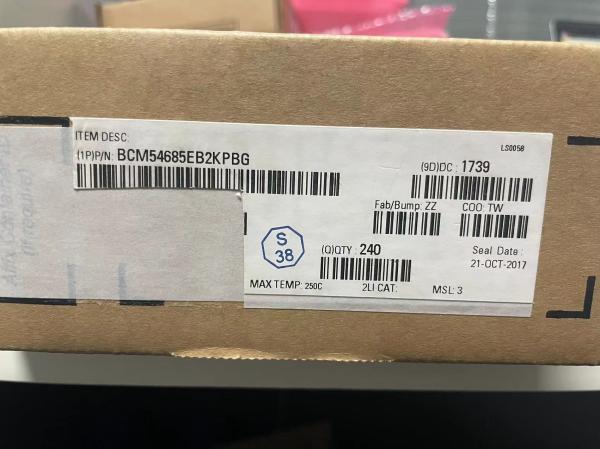 ITEM DESC:
LS0058
(1P)P/N: BCM54685EB2KPBG
(9D)DC : 1739
Fab/Bump: ZZ COO: TW
S
38
(Q)QTY : 240
Seal Date :
21-OCT-2017
MAX TEMP: 250C 2LI CAT: MSL: 3